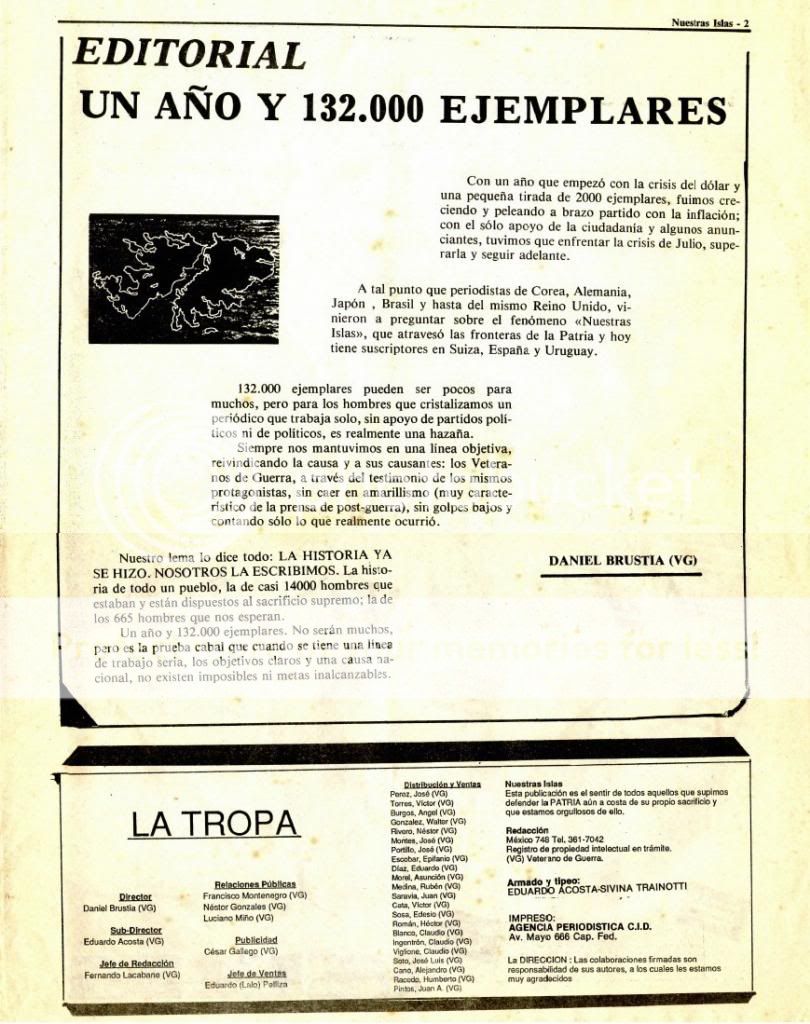 Nuestras Islas - 2
EDITORIAL
UN AÑO Y 132.000 EJEMPLARES
Con un año que empezó con la crisis del dólar y
una pequeña tirada de 2000 ejemplares, fuimos cre-
ciendo y peleando a brazo partido con la inflación;
con el sólo apoyo de la ciudadanía y algunos anun-
ciantes, tuvimos que enfrentar la crisis de Julio, supe-
rarla y seguir adelante.
A tal punto que periodistas de Corea, Alemania,
Japón , Brasil y hasta del mismo Reino Unido, vi-
nieron a preguntar sobre el fenómeno «Nuestras
Islas», que atravesó las fronteras de la Patria y hoy
tiene suscriptores en Suiza, España y Uruguay.
132.000 ejemplares pueden ser pocos para
muchos, pero para los hombres que cristalizamos un
periódico que trabaja solo, sin apoyo de partidos polí-
ticos ni de políticos, es realmente una hazaña.
Siempre nos mantuvimos en una línea objetiva,
reivindicando la causa y a sus causantes: los Vetera-
nos de Guerra, a través del testimonio de los mismos
protagonistas, sin caer en amarillismo (muy caracte-
rístico de la prensa de post-guerra), sin golpes bajos y
contando sólo lo que realmente ocurrió.
Nuestro lema lo dice todo: LA HISTORIA YA
SE HIZO. NOSOTROS LA ESCRIBIMOS. La histo-
ria de todo un pueblo, la de casi 14000 hombres que
estaban y están dispuestos al sacrificio supremo; la de
los 665 hombres que nos esperan.
Un año y 132.000 ejemplares. No serán muchos,
pero es la prueba cabal que cuando se tiene una línea
de trabajo seria, los objetivos claros y una causa na-
cional, no existen imposibles ni metas inalcanzables.
DANIEL BRUSTIA (VG)
memories for less!
LA TROPA
Director
Daniel Brustia (VG)
Sub-Director
Eduardo Acosta (VG)
Jefe de Redacción
Fernando Lacabane (VG)
Relaciones Públicas
Francisco Montenegro (VG)
Néstor Gonzales (VG)
Luciano Miño (VG)
Publicidad
César Gallego (VG)
Jefe de Ventas
Eduardo (Lalo)
Distribución y Ventas
Perez, José (VG)
Torres, Victor (VG)
Burgos, Angel (VG)
Gonzalez, Walter (VG)
Rivero, Néstor (VG)
Montes, José (VG)
Portillo, José (VG)
Escobar, Epifanio (VG)
Díaz, Eduardo (VG)
Morel, Asunción (VG)
Medina, Rubén (VG)
Saravia, Juan (VG)
Cata, Victor (VG)
Sosa, Edesio (VG)
Román, Héctor (VG)
Blanco, Claudio (VG)
Ingentrón, Claudio (VG)
Viglione, Claudio (VG)
Soto, José Luis (VG)
Cano, Alejandro (VG)
Racedo, Humberto (VG)
Pintos, Juan A. (VG)
Nuestras Islas
Esta publicación es el sentir de todos aquellos que supimos
defender la PATRIA aún a costa de su propio sacrificio y
que estamos orgullosos de ello.
Redacción
México 748 Tel. 361-7042
Registro de propiedad intelectual en trámite.
(VG) Veterano de Guerra.
Armado y tipeo:
EDUARDO ACOSTA-SIVINA TRAINOTTI
IMPRESO:
AGENCIA PERIODISTICA C.I.D.
Av. Mayo 666 Cap. Fed.
La DIRECCION : Las colaboraciones firmadas son
responsabilidad de sus autores, a los cuales les estamos
muy agradecidos